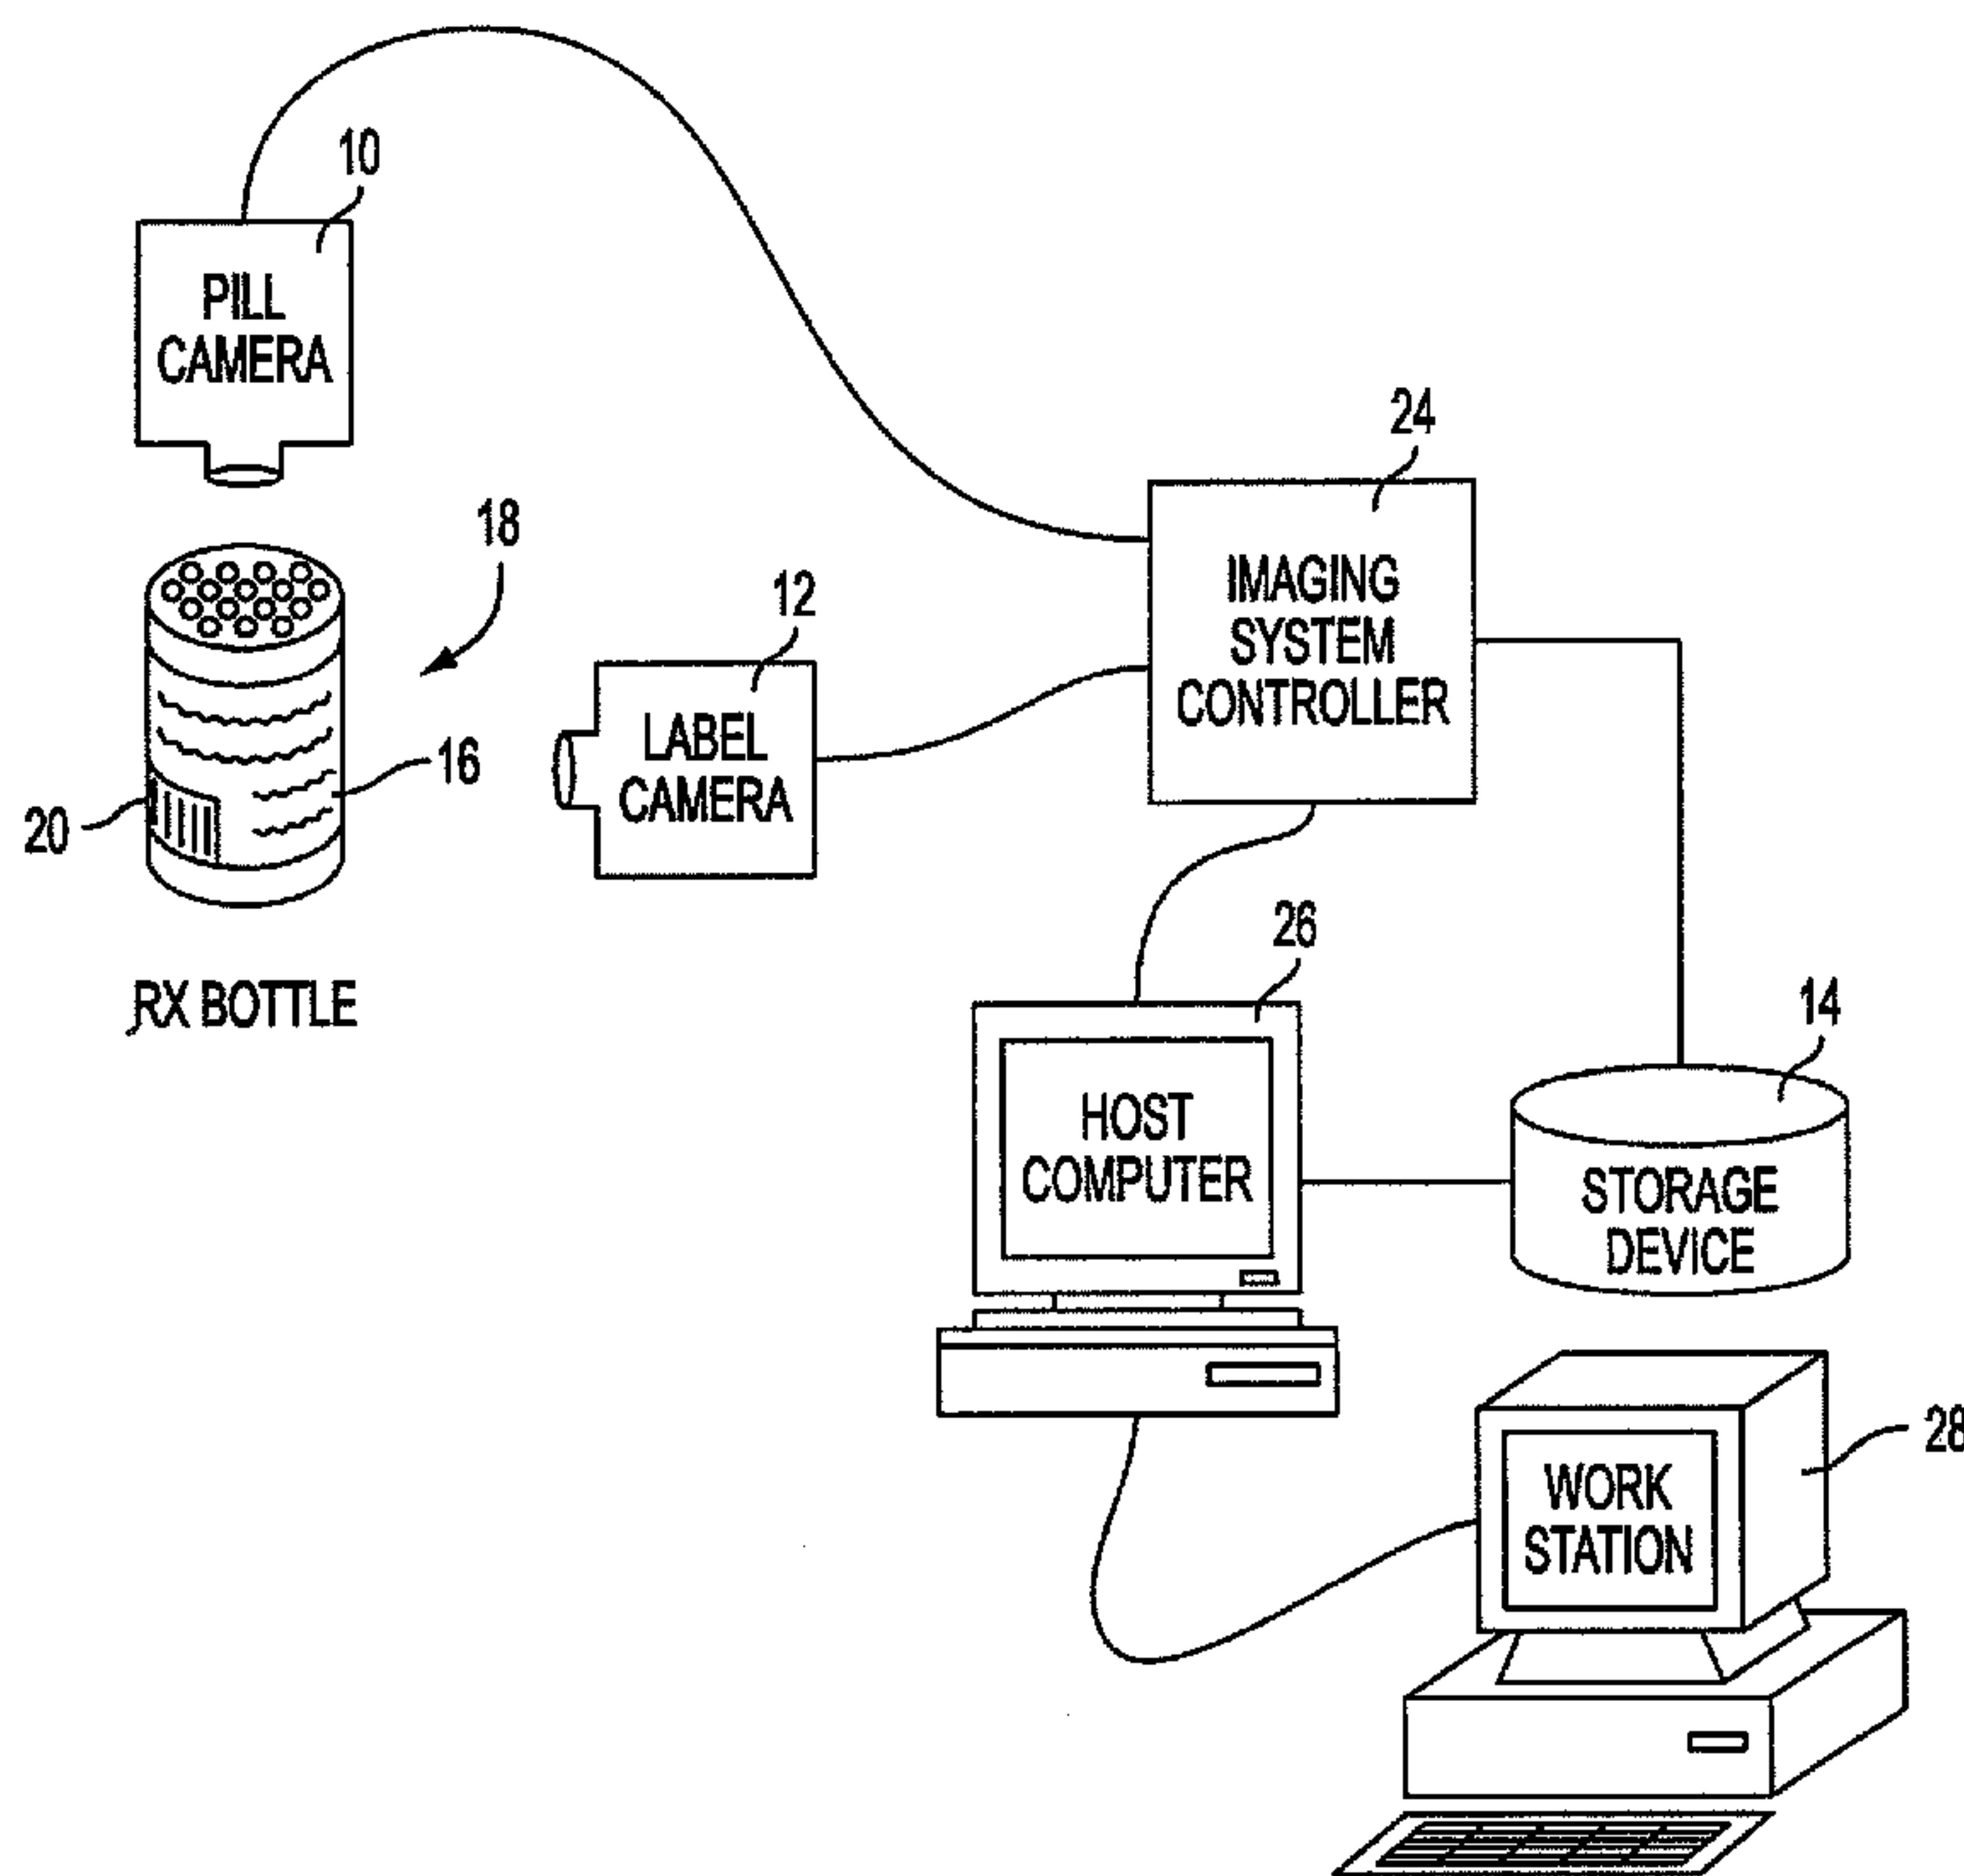 10
PILL
CAMERA
18
12
LABEL
CAMERA
16
20
RX BOTTLE
24
IMAGING
SYSTEM
CONTROLLER
26
HOST
COMPUTER
14
STORAGE
DEVICE
28
WORK
STATION